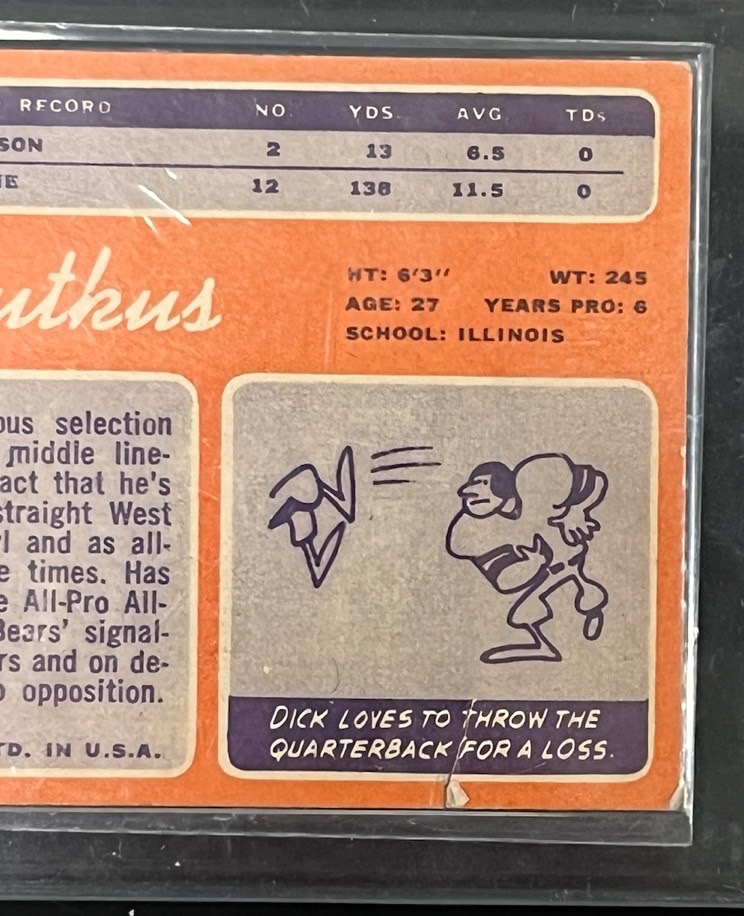 RECORD NO. YDS. AVG. TDs
SON 2 13 6.5 0
E 12 138 11.5 0
utkus
HT: 6'3'' WT: 245
AGE: 27 YEARS PRO: 6
SCHOOL: ILLINOIS
ous selection
middle line-
act that he's
straight West
l and as all-
e times. Has
e All-Pro All-
Bears' signal-
rs and on de-
o opposition.
TD. IN U.S.A.
DICK LOVES TO THROW THE
QUARTERBACK FOR A LOSS.